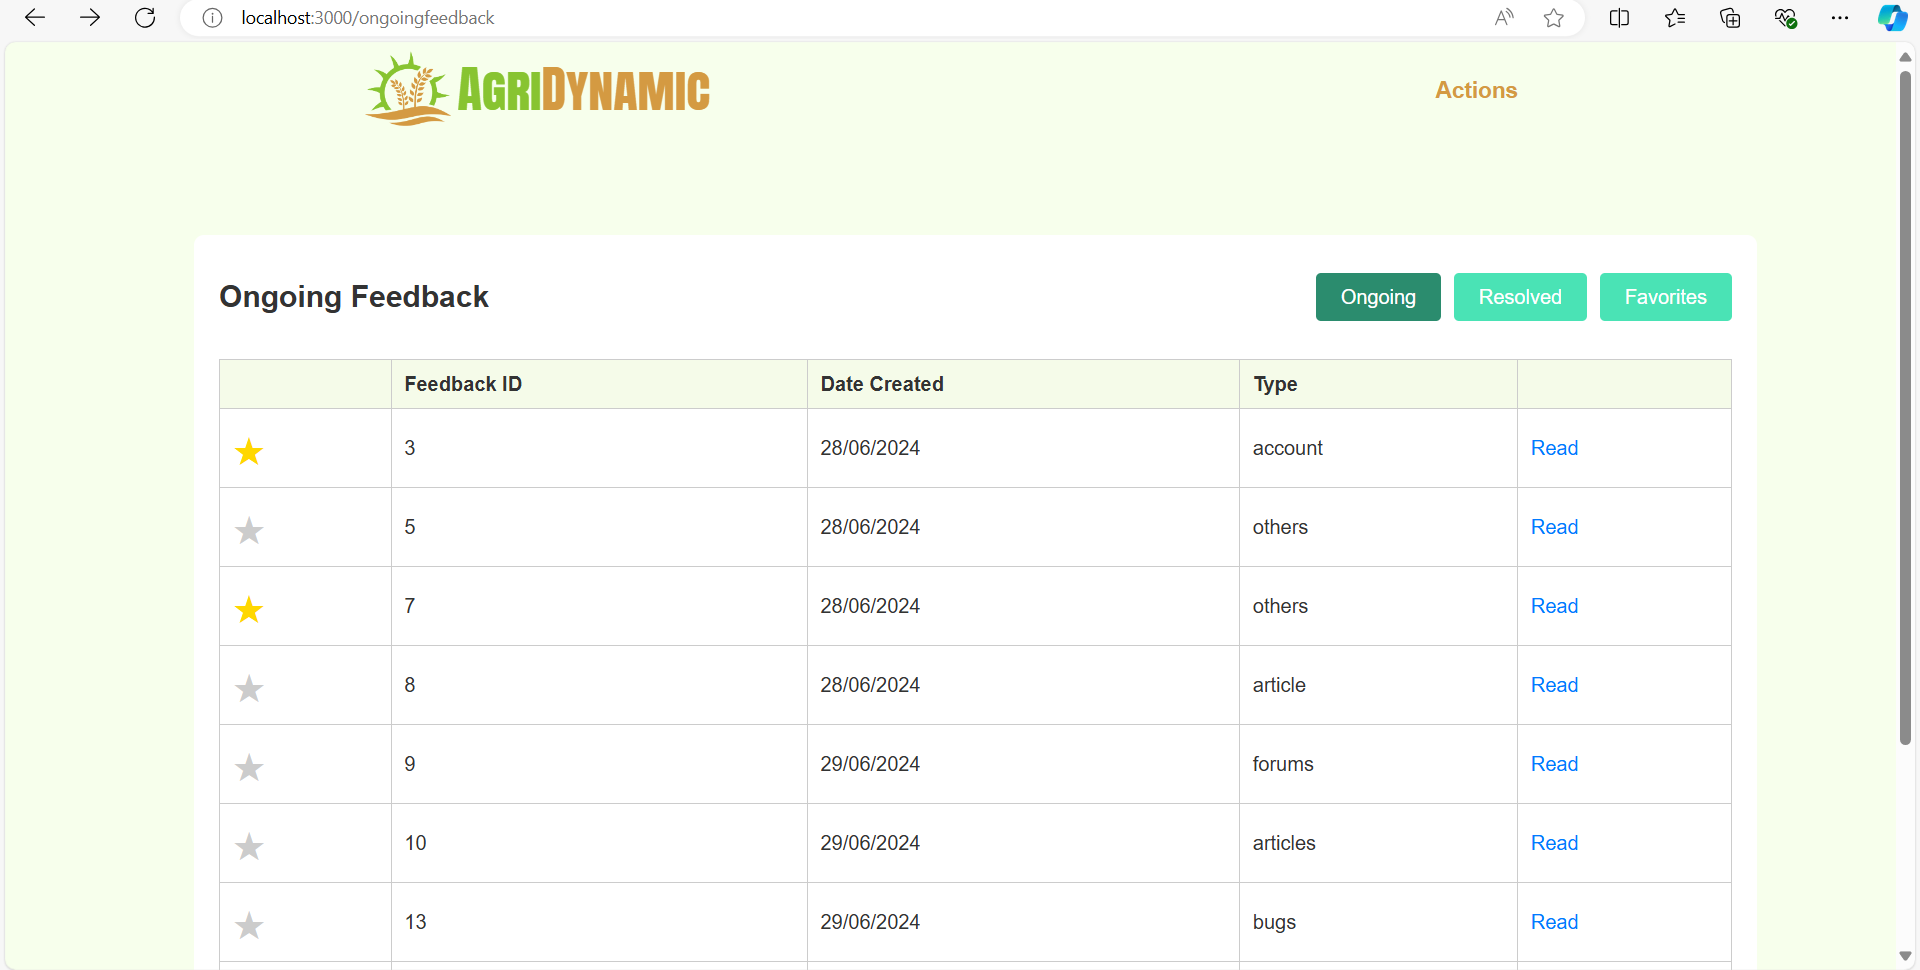 localhost:3000/ongoingfeedback
AGRIDYNAMIC
Actions
Ongoing Feedback
Ongoing Resolved Favorites
Feedback ID Date Created Type
3 28/06/2024 account Read
5 28/06/2024 others Read
7 28/06/2024 others Read
8 28/06/2024 article Read
9 29/06/2024 forums Read
10 29/06/2024 articles Read
13 29/06/2024 bugs Read